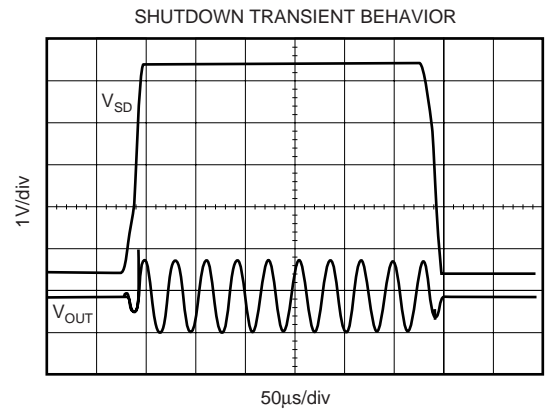 SHUTDOWN TRANSIENT BEHAVIOR
V_SD
1V/div
V_OUT
50µs/div